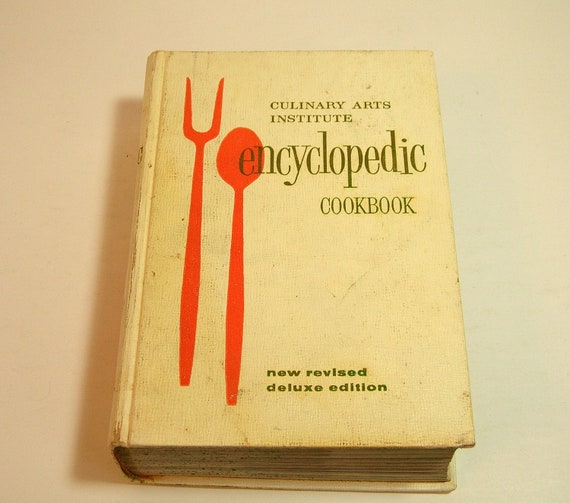 CULINARY ARTS
INSTITUTE
encyclopedic
COOKBOOK
new revised
deluxe edition